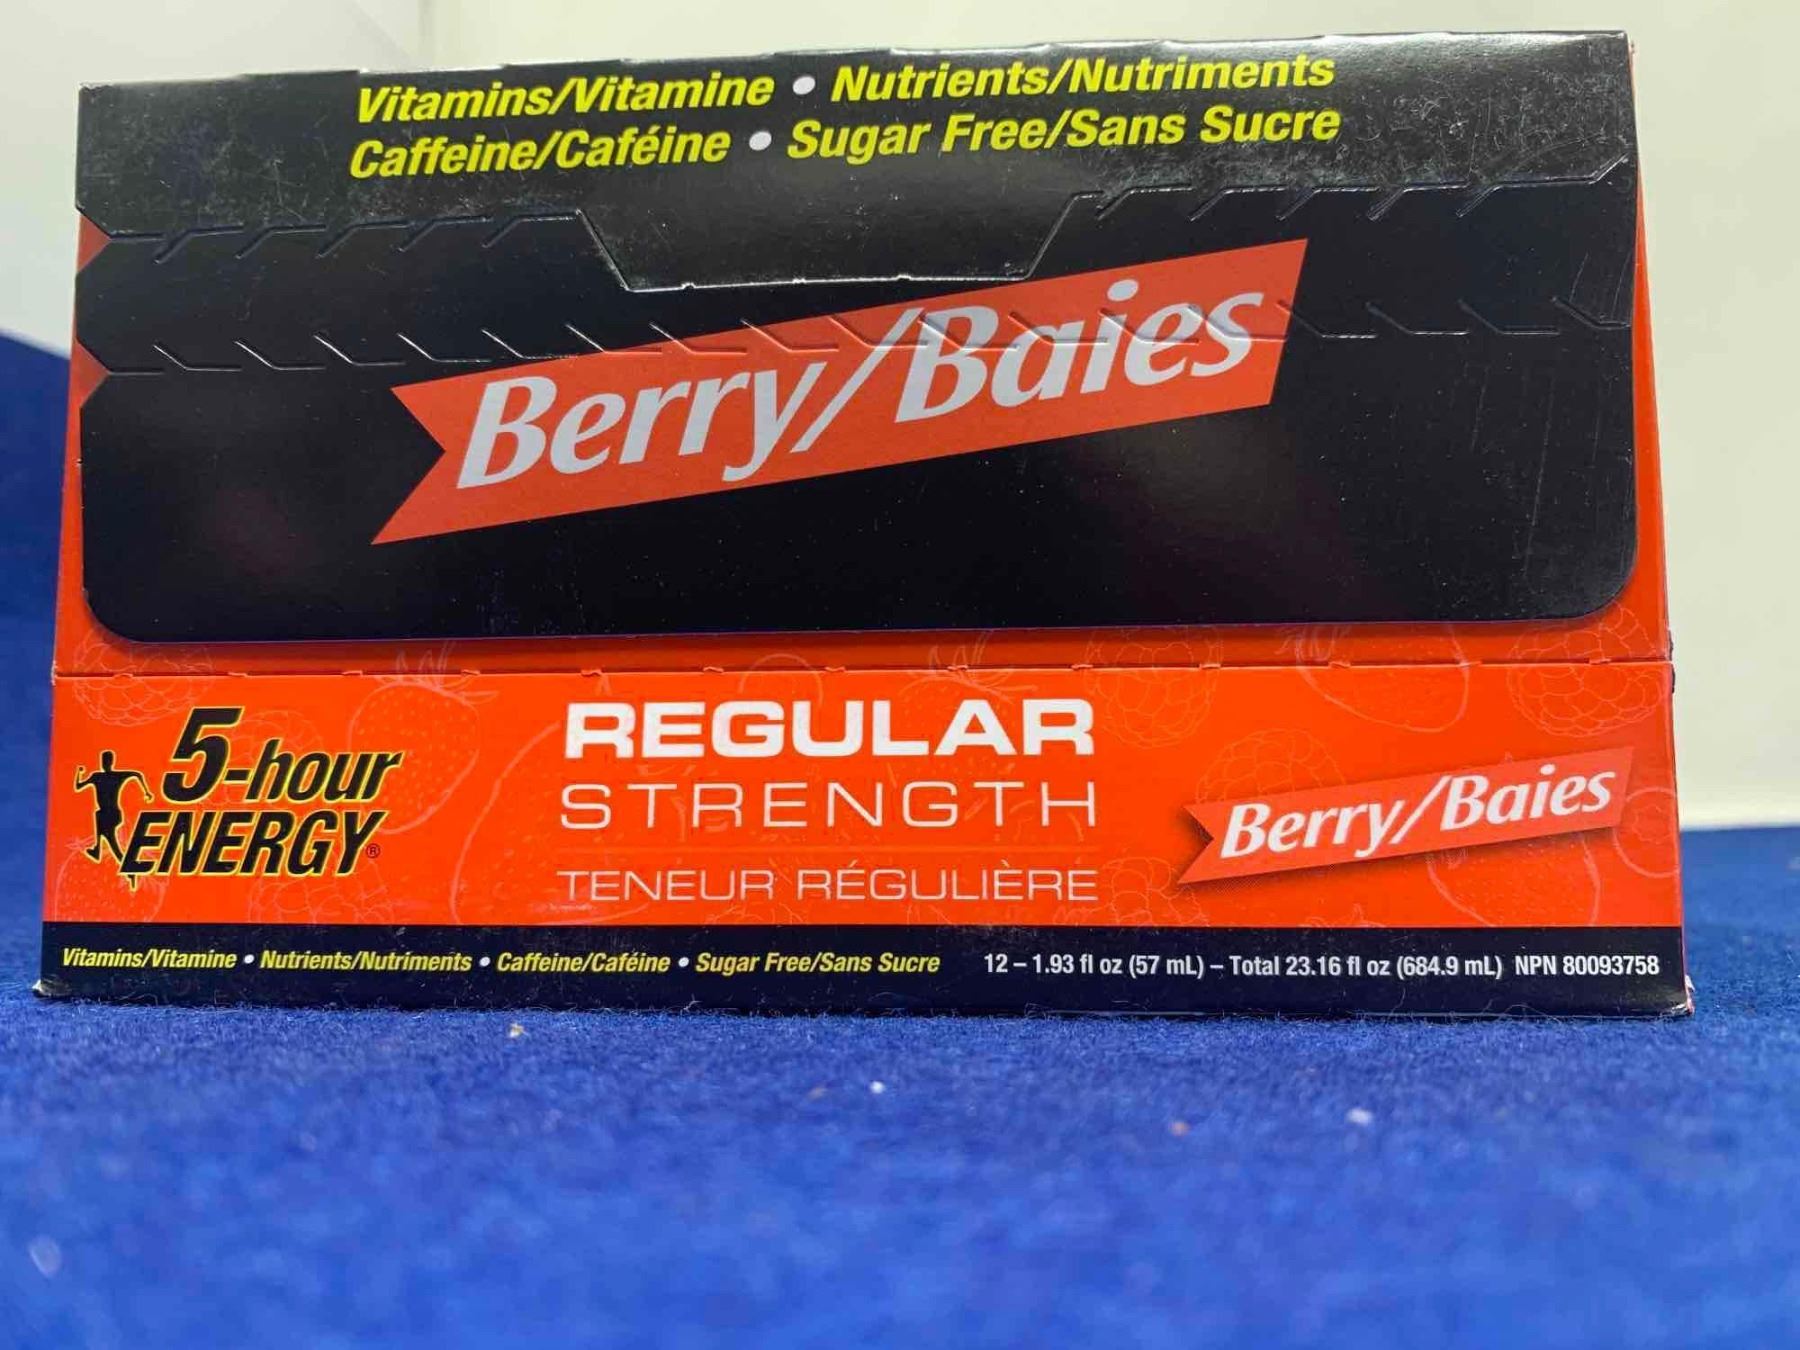 Vitamins/Vitamine • Nutrients/Nutriments
Caffeine/Caféine • Sugar Free/Sans Sucre
Berry/Baies
5-hour
ENERGY®
REGULAR
STRENGTH
TENEUR RÉGULIÈRE
Berry/Baies
Vitamins/Vitamine • Nutrients/Nutriments • Caffeine/Caféine • Sugar Free/Sans Sucre
12 – 1.93 fl oz (57 mL) – Total 23.16 fl oz (684.9 mL) NPN 80093758